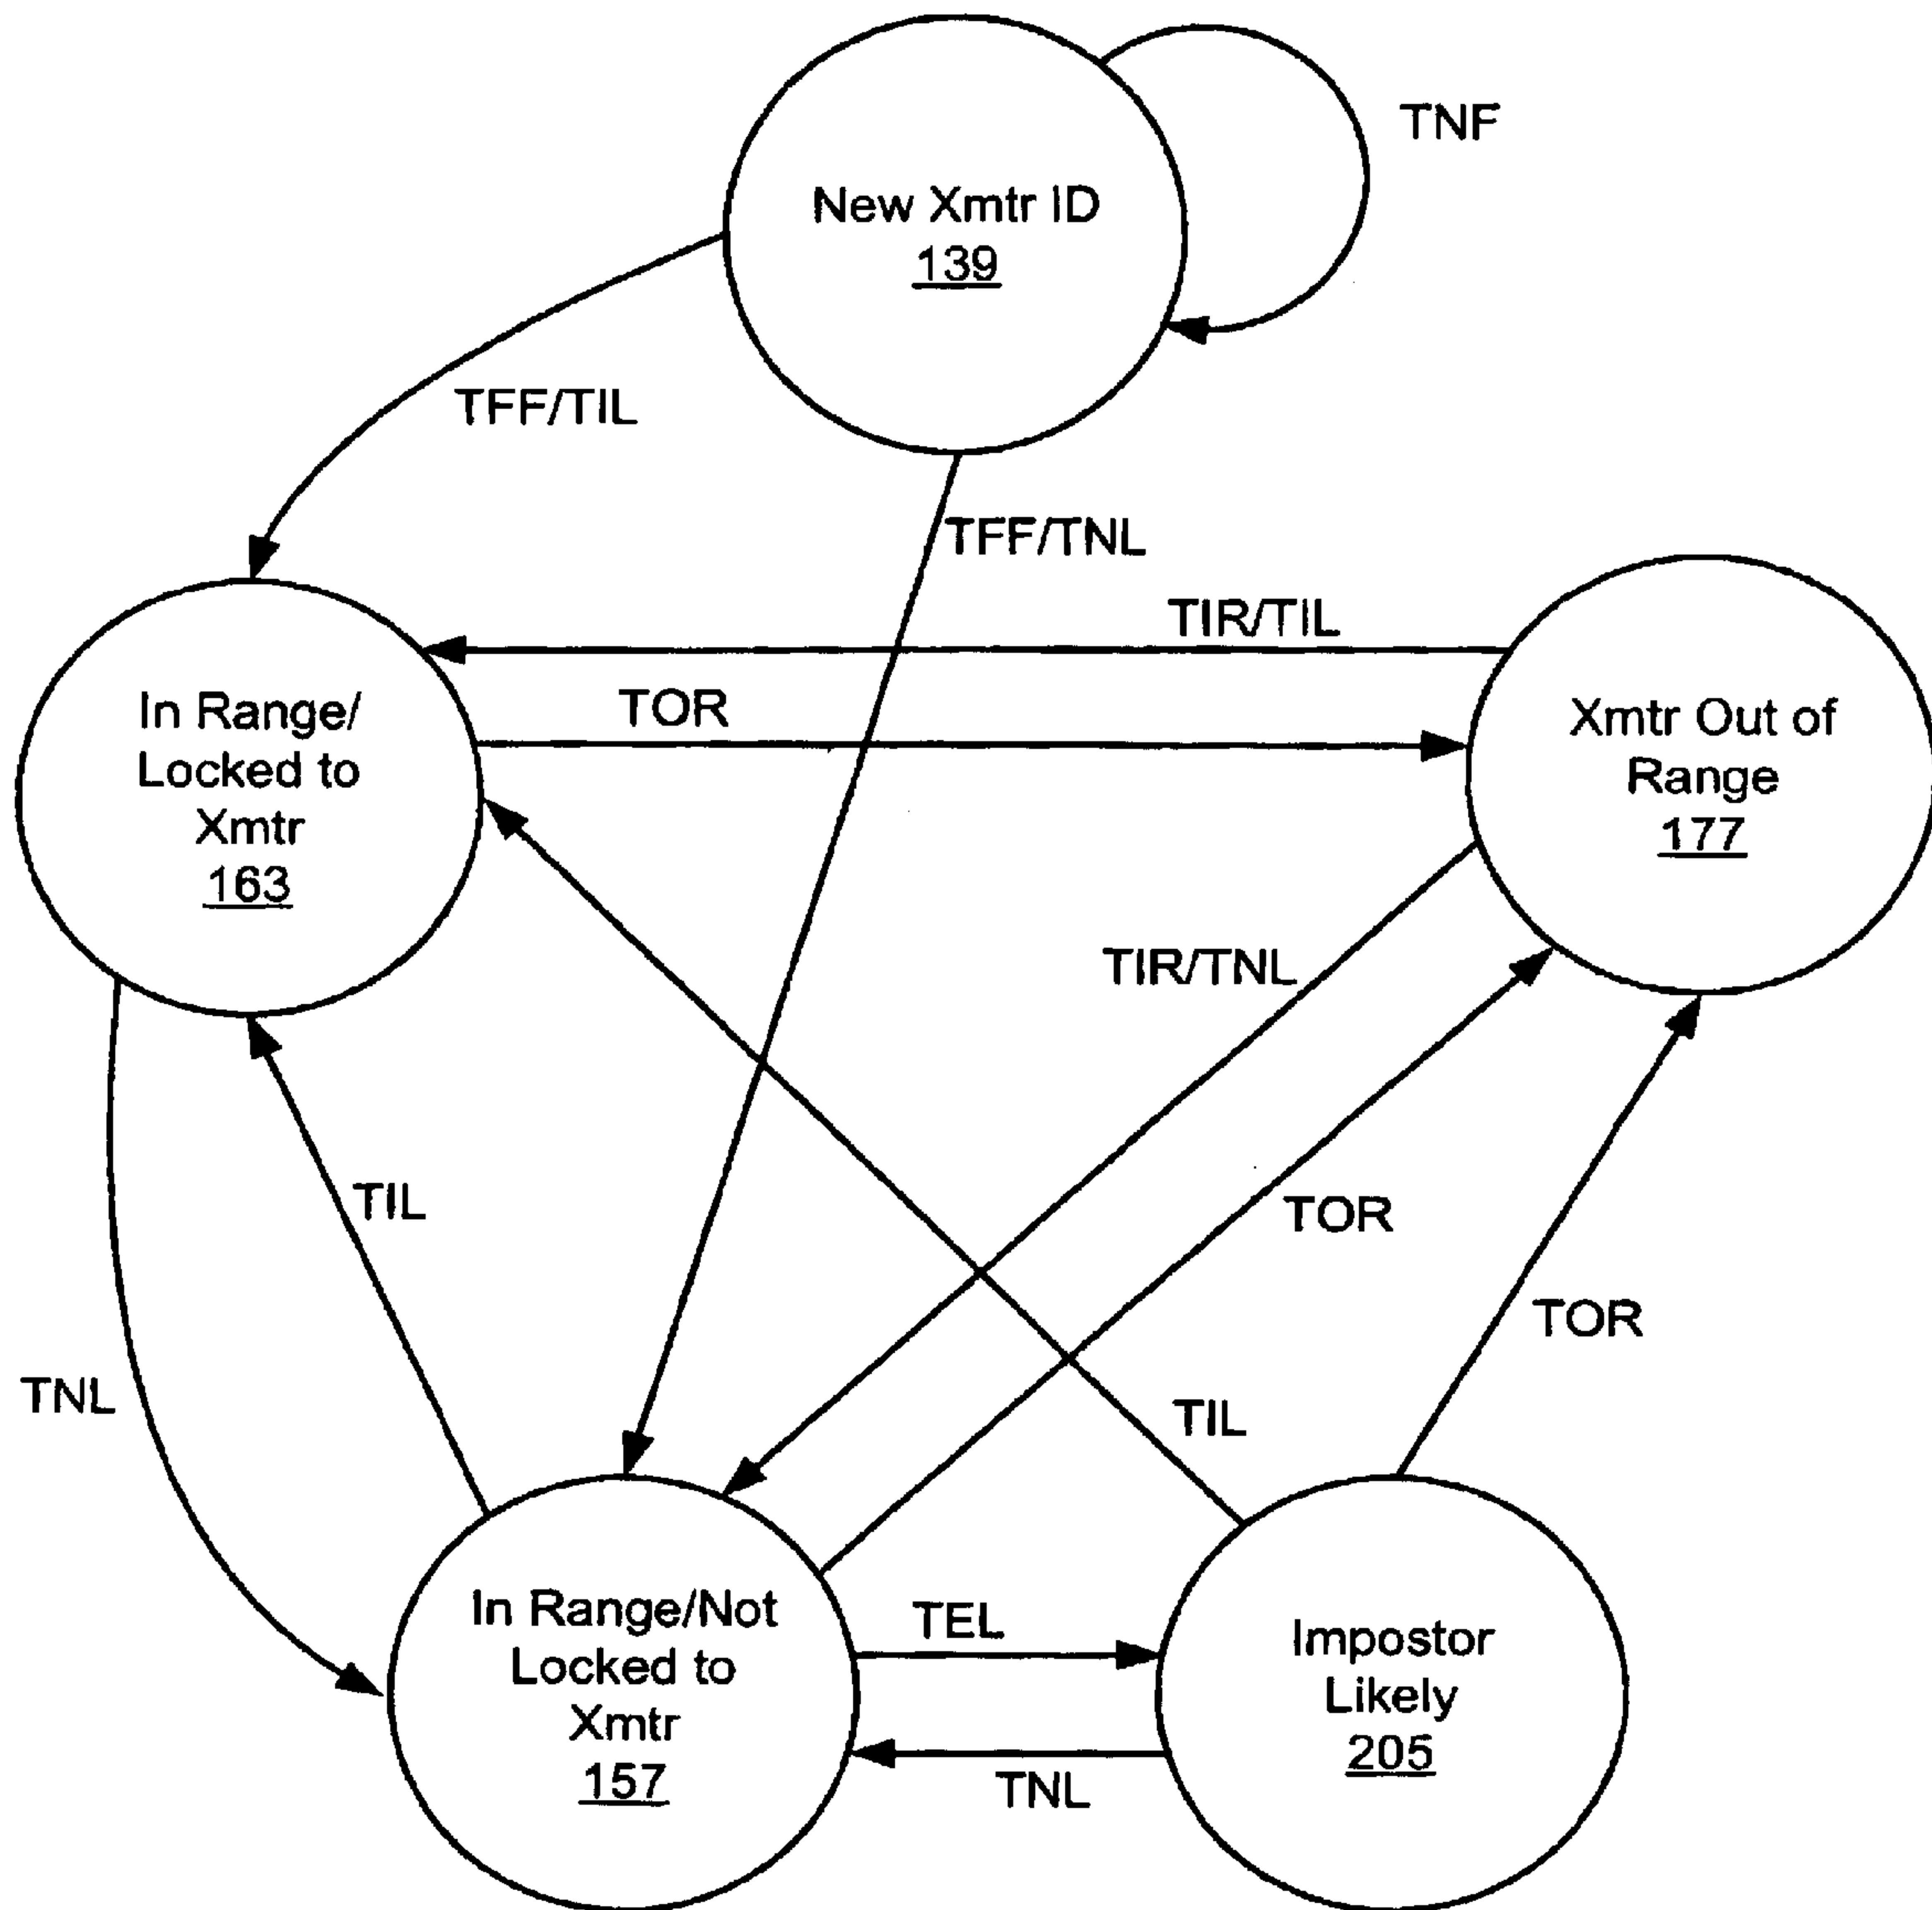 TNF
New Xmtr ID
139
TFF/TIL
TFF/TNL
TIR/TIL
In Range/
Locked to
Xmtr
163
TOR
Xmtr Out of
Range
177
TIR/TNL
TIL
TOR
TOR
TNL
TIL
In Range/Not
Locked to
Xmtr
157
TEL
Impostor
Likely
205
TNL